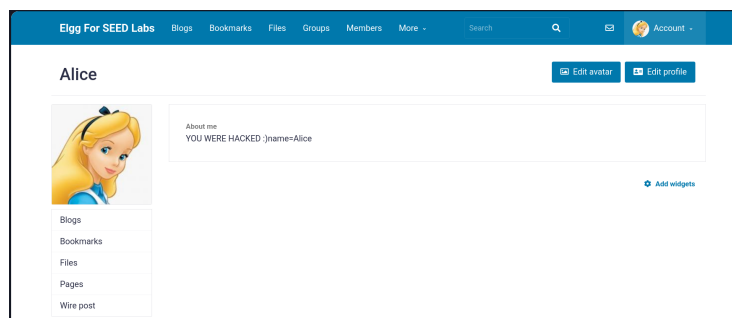 Elgg For SEED Labs Blogs Bookmarks Files Groups Members More Search Account
Alice Edit avatar Edit profile
About me
YOU WERE HACKED :)name=Alice
Add widgets
Blogs
Bookmarks
Files
Pages
Wire post